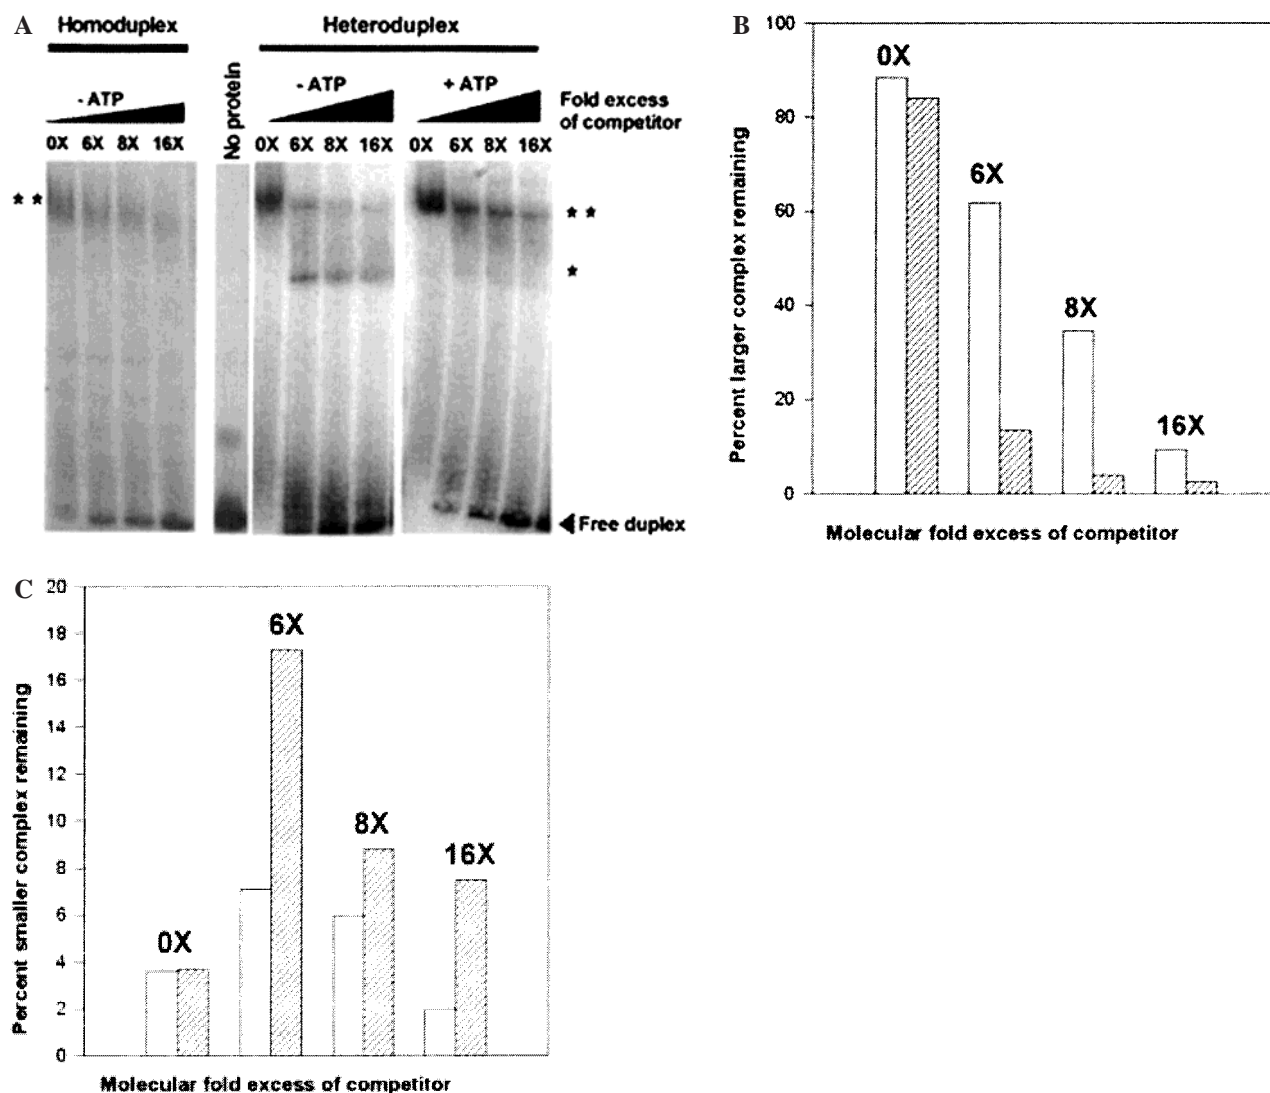 A
Homoduplex
Heteroduplex
- ATP
No protein
- ATP
+ ATP
Fold excess
of competitor
0X 6X 8X 16X
0X 6X 8X 16X
0X 6X 8X 16X
* *
* *
*
Free duplex
B
Percent larger complex remaining
100
80
60
40
20
0
0X
6X
8X
16X
Molecular fold excess of competitor
C
Percent smaller complex remaining
20
18
16
14
12
10
8
6
4
2
0
0X
6X
8X
16X
Molecular fold excess of competitor